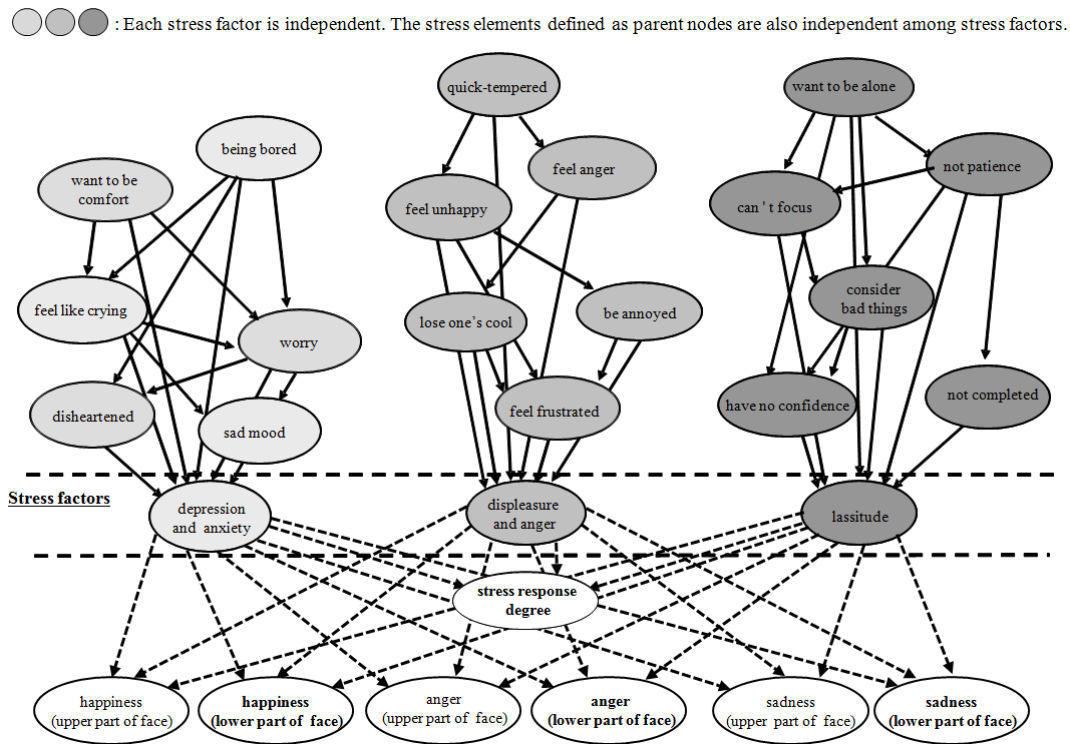 : Each stress factor is independent. The stress elements defined as parent nodes are also independent among stress factors.
quick-tempered
want to be alone
being bored
feel anger
not patience
want to be
comfort
feel unhappy
can ' t focus
feel like crying
consider
bad things
lose one's cool
be annoyed
worry
disheartened
sad mood
feel frustrated
have no confidence
not completed
Stress factors
depression
and anxiety
displeasure
and anger
lassitude
stress response
degree
happiness
(upper part of face)
happiness
(lower part of face)
anger
(upper part of face)
anger
(lower part of face)
sadness
(upper part of face)
sadness
(lower part of face)